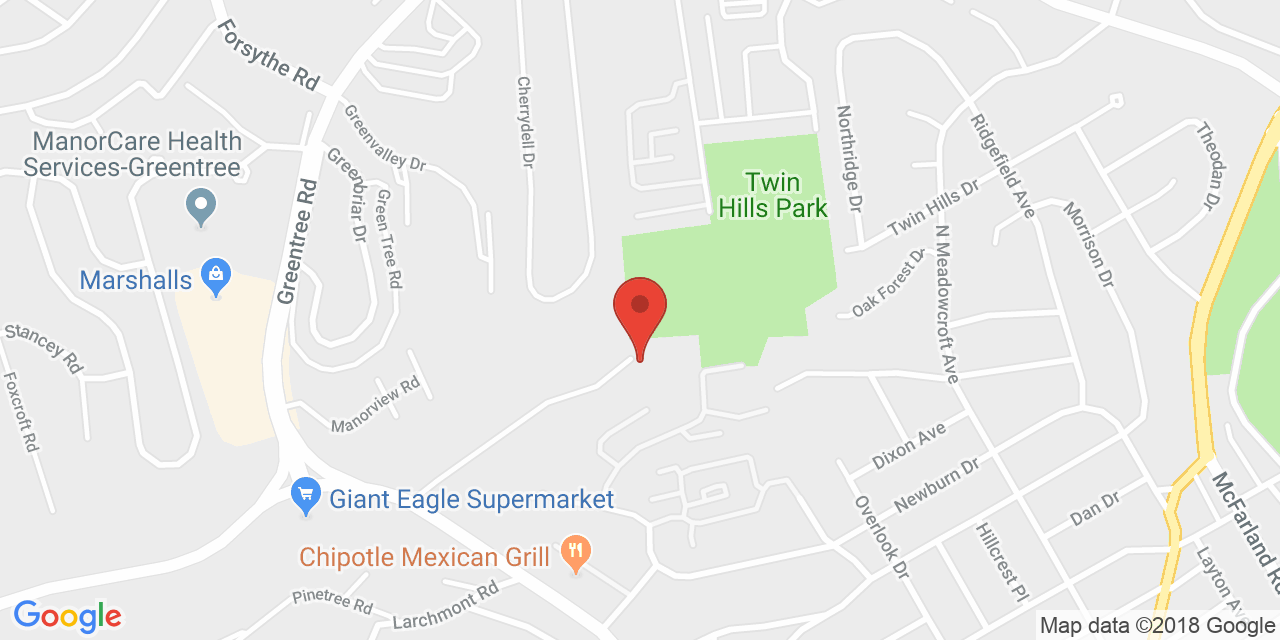 Forsythe Rd
Cherrydell Dr
Greenvalley Dr
Northridge Dr
Ridgefield Ave
Theodan Dr
ManorCare Health
Services-Greentree
Greenbriar Dr
Green Tree Rd
Greentree Rd
Twin
Hills Park
Twin Hills Dr
Morrison Dr
N Meadowcroft Ave
Oak Forest Dr
Marshalls
Stancey Rd
Foxcroft Rd
Manorview Rd
Dixon Ave
Newburn Dr
Overlook Dr
Dan Dr
Hillcrest Pl
McFarland Rd
Layton Av
Giant Eagle Supermarket
Chipotle Mexican Grill
Pinetree Rd
Larchmont Rd
Google
Map data ©2018 Google